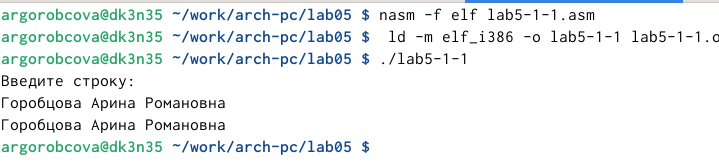 argorobcova@dk3n35 ~/work/arch-pc/lab05 $ nasm -f elf lab5-1-1.asm
argorobcova@dk3n35 ~/work/arch-pc/lab05 $  ld -m elf_i386 -o lab5-1-1 lab5-1-1.o
argorobcova@dk3n35 ~/work/arch-pc/lab05 $ ./lab5-1-1
Введите строку:
Горобцова Арина Романовна
Горобцова Арина Романовна
argorobcova@dk3n35 ~/work/arch-pc/lab05 $